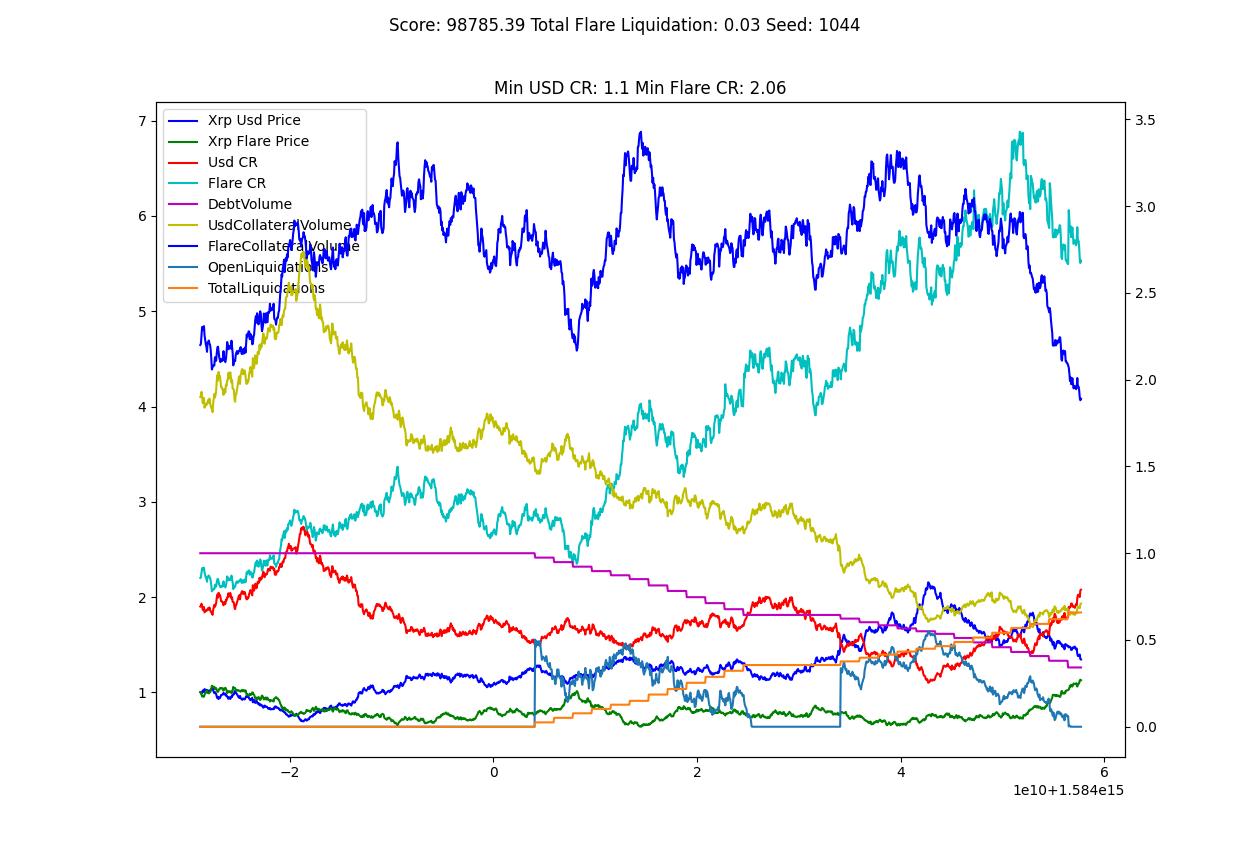 Score: 98785.39 Total Flare Liquidation: 0.03 Seed: 1044
Min USD CR: 1.1 Min Flare CR: 2.06
Xrp Usd Price
Xrp Flare Price
Usd CR
Flare CR
DebtVolume
UsdCollateralVolume
FlareCollateralVolume
OpenLiquidations
TotalLiquidations
7
6
5
4
3
2
1
3.5
3.0
2.5
2.0
1.5
1.0
0.5
0.0
−2
0
2
4
6
1e10+1.584e15